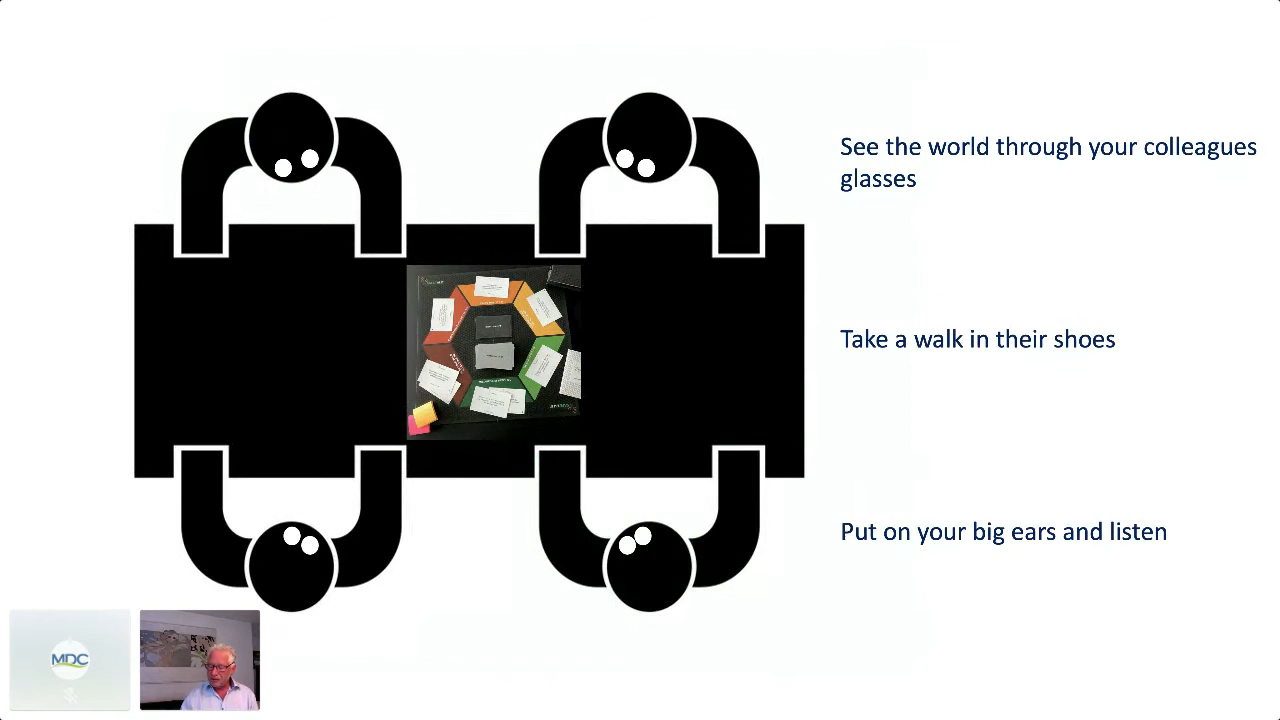 See the world through your colleagues
glasses
Take a walk in their shoes
Put on your big ears and listen
MDC